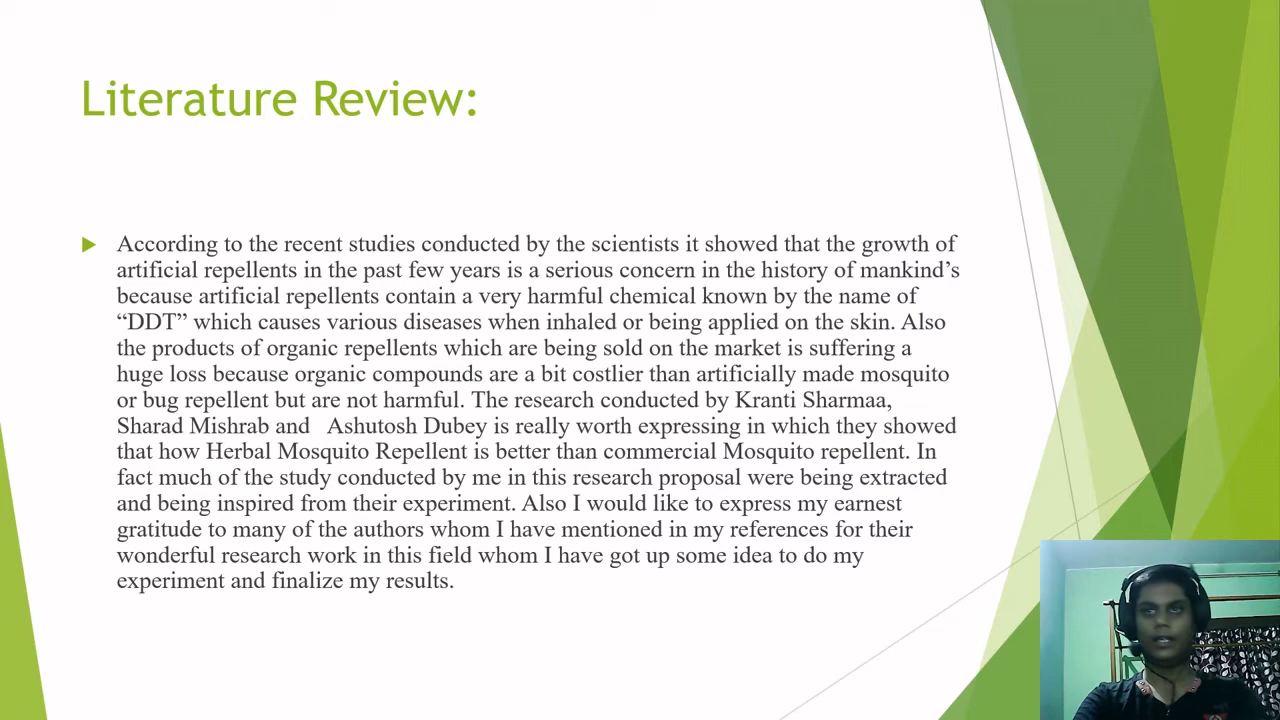 Literature Review:
According to the recent studies conducted by the scientists it showed that the growth of
artificial repellents in the past few years is a serious concern in the history of mankind’s
because artificial repellents contain a very harmful chemical known by the name of
“DDT” which causes various diseases when inhaled or being applied on the skin. Also
the products of organic repellents which are being sold on the market is suffering a
huge loss because organic compounds are a bit costlier than artificially made mosquito
or bug repellent but are not harmful. The research conducted by Kranti Sharmaa,
Sharad Mishrab and   Ashutosh Dubey is really worth expressing in which they showed
that how Herbal Mosquito Repellent is better than commercial Mosquito repellent. In
fact much of the study conducted by me in this research proposal were being extracted
and being inspired from their experiment. Also I would like to express my earnest
gratitude to many of the authors whom I have mentioned in my references for their
wonderful research work in this field whom I have got up some idea to do my
experiment and finalize my results.